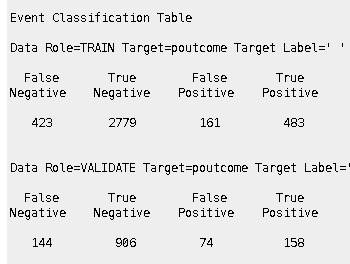 Event Classification Table
Data Role=TRAIN Target=poutcome Target Label=' '
False True False True
Negative Negative Positive Positive
423 2779 161 483
Data Role=VALIDATE Target=poutcome Target Label='
False True False True
Negative Negative Positive Positive
144 906 74 158